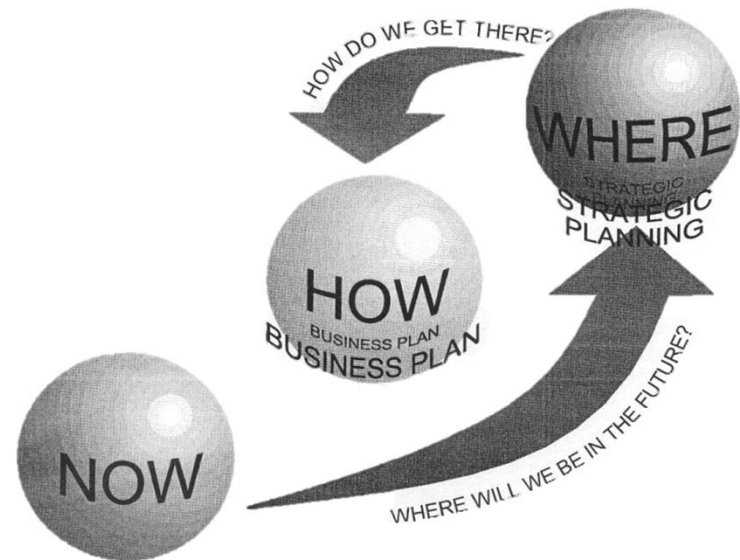 HOW DO WE GET THERE?
WHERE
STRATEGIC
PLANNING
STRATEGIC
PLANNING
HOW
BUSINESS PLAN
BUSINESS PLAN
NOW
WHERE WILL WE BE IN THE FUTURE?